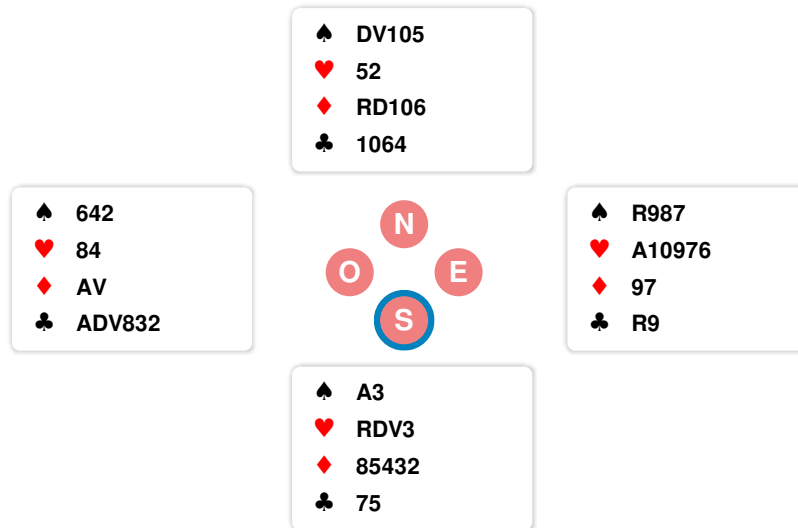 ♠ DV105
♥ 52
♦ RD106
♣ 1064
♠ 642
♥ 84
♦ AV
♣ ADV832
N
O
E
S
♠ R987
♥ A10976
♦ 97
♣ R9
♠ A3
♥ RDV3
♦ 85432
♣ 75